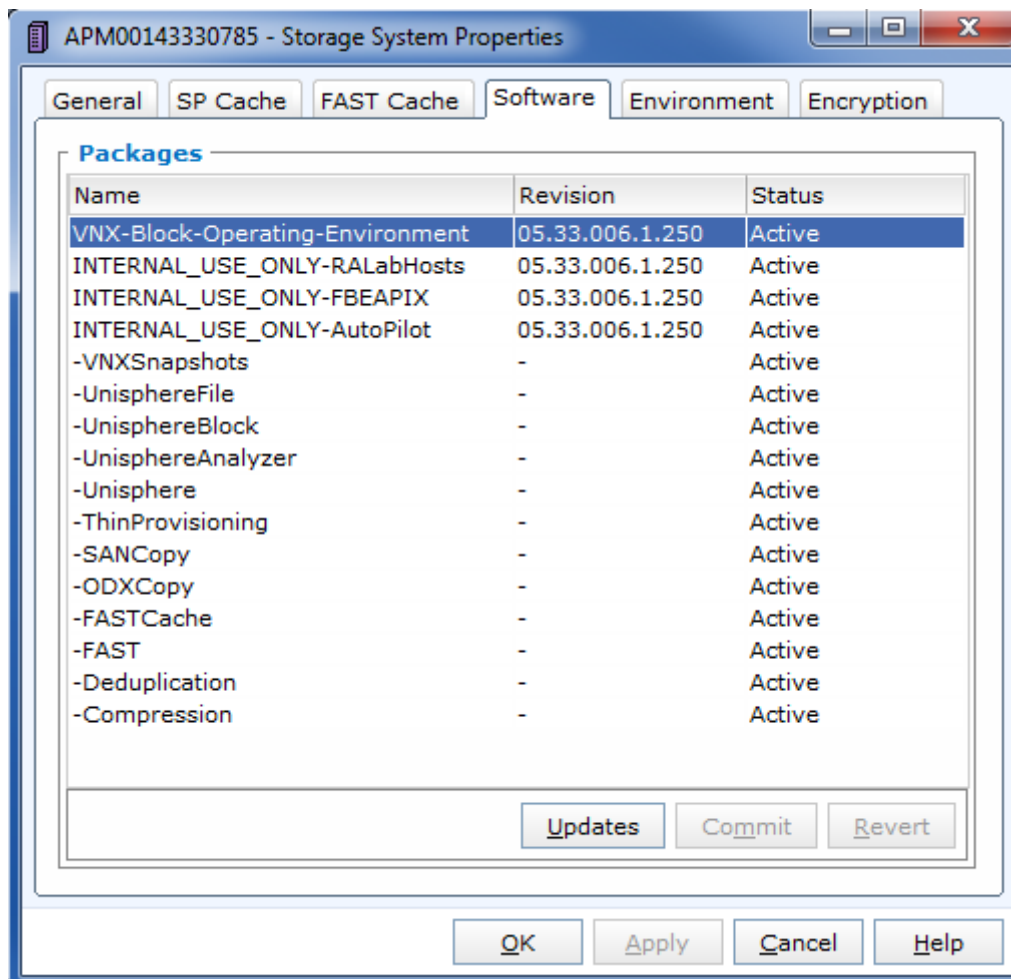 APM00143330785 - Storage System Properties
General SP Cache FAST Cache Software Environment Encryption
Packages
Name Revision Status
VNX-Block-Operating-Environment 05.33.006.1.250 Active
INTERNAL_USE_ONLY-RALabHosts 05.33.006.1.250 Active
INTERNAL_USE_ONLY-FBEAPIX 05.33.006.1.250 Active
INTERNAL_USE_ONLY-AutoPilot 05.33.006.1.250 Active
-VNXSnapshots - Active
-UnisphereFile - Active
-UnisphereBlock - Active
-UnisphereAnalyzer - Active
-Unisphere - Active
-ThinProvisioning - Active
-SANCopy - Active
-ODXCopy - Active
-FASTCache - Active
-FAST - Active
-Deduplication - Active
-Compression - Active
Updates Commit Revert
OK Apply Cancel Help